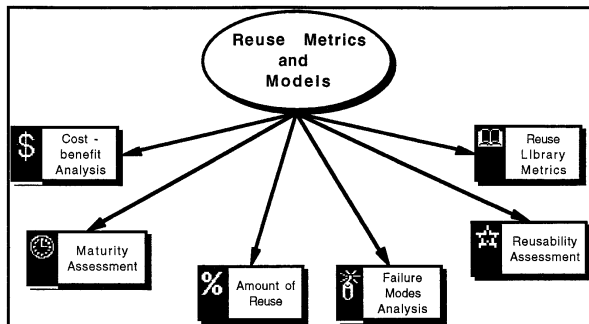 Reuse Metrics
and
Models
$
Cost -
benefit
Analysis
Reuse
Library
Metrics
Maturity
Assessment
%
Amount of
Reuse
Failure
Modes
Analysis
Reusability
Assessment